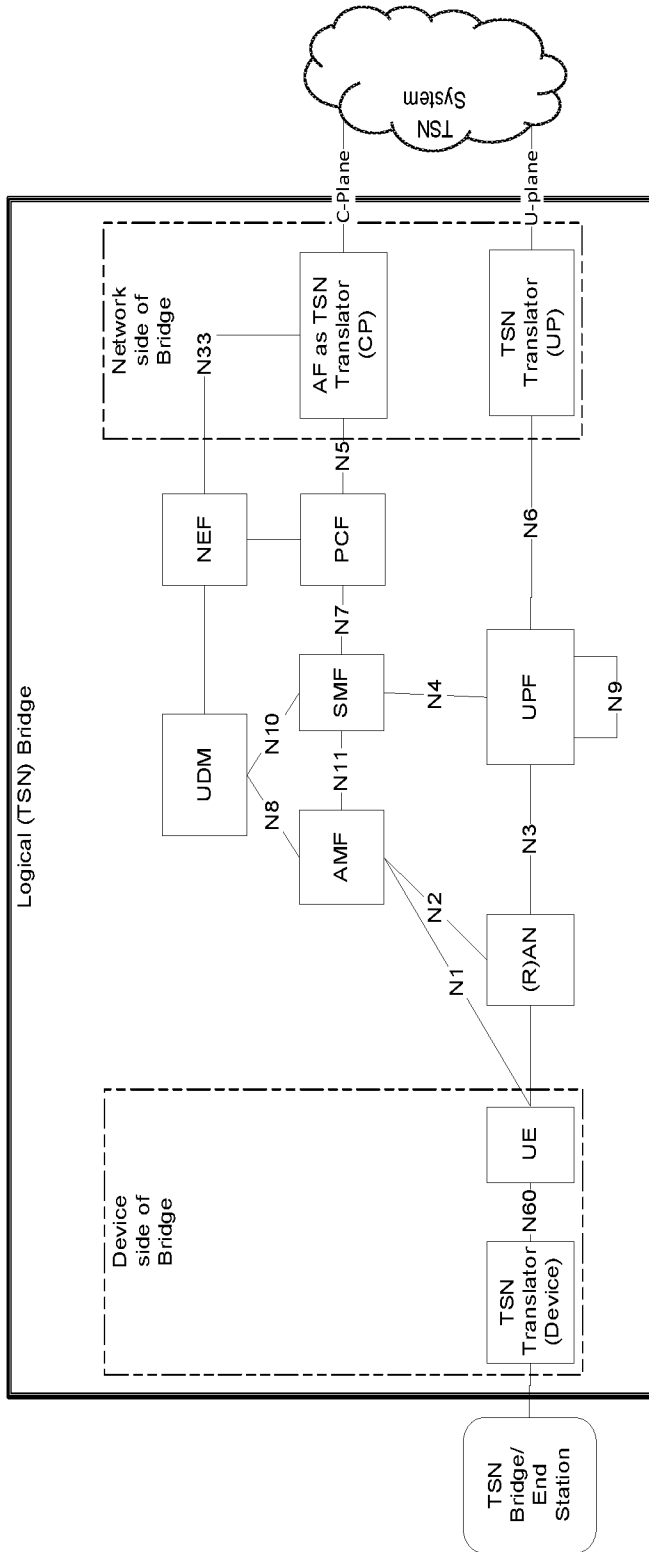 Logical (TSN) Bridge
Device
side of
Bridge
Network
side of
Bridge
UDM
NEF
N33
N8
N10
AMF
N11
SMF
N7
PCF
N5
AF as TSN
Translator
(CP)
C-Plane
TSN
System
N1
N2
N4
TSN
Bridge/
End
Station
TSN
Translator
(Device)
N60
UE
(R)AN
N3
UPF
N9
N6
TSN
Translator
(UP)
U-plane